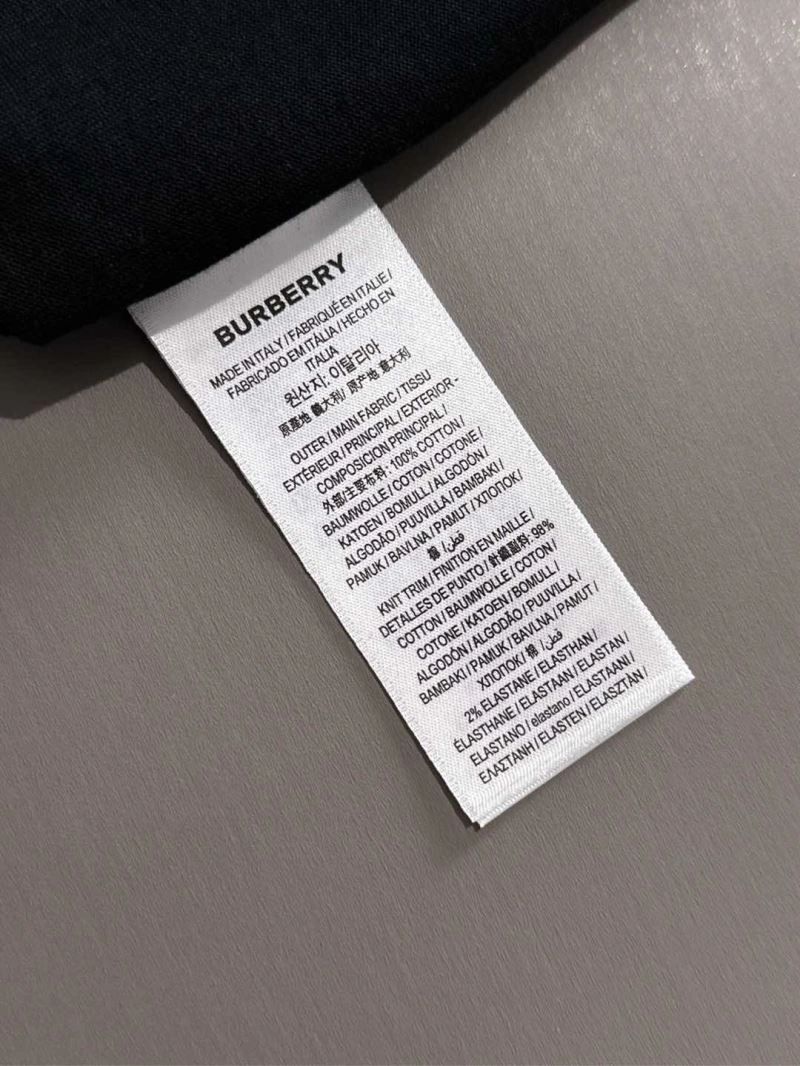 BURBERRY
MADE IN ITALY / FABRIQUÉ EN ITALIE /
FABRICADO EM ITÁLIA / HECHO EN
ITALIA
원산지: 이탈리아
原產地 義大利/ 原产地 意大利
OUTER / MAIN FABRIC / TISSU
EXTÉRIEUR / PRINCIPAL / EXTERIOR -
COMPOSICION PRINCIPAL /
外部/主要布料: 100% COTTON /
BAUMWOLLE / COTON / COTONE /
KATOEN / BOMULL / ALGODÓN /
ALGODÃO / PUUVILLA / ΒΑΜΒΑΚΙ /
PAMUK / BAVLNA / PAMUT / ХЛОПОК /
棉 / قطن
KNIT TRIM / FINITION EN MAILLE /
DETALLES DE PUNTO / 針織副料: 98%
COTTON / BAUMWOLLE / COTON /
COTONE / KATOEN / BOMULL /
ALGODÓN / ALGODÃO / PUUVILLA /
ΒΑΜΒΑΚΙ / PAMUK / BAVLNA / PAMUT /
ХЛОПОК / 棉 / قطن
2% ELASTANE / ELASTHAN /
ÉLASTHANE / ELASTAAN / ELASTAN /
ELASTANO / elastano / ELASTAANI /
ΕΛΑΣΤΑΝΗ / ELASTEN / ELASZTÁN /